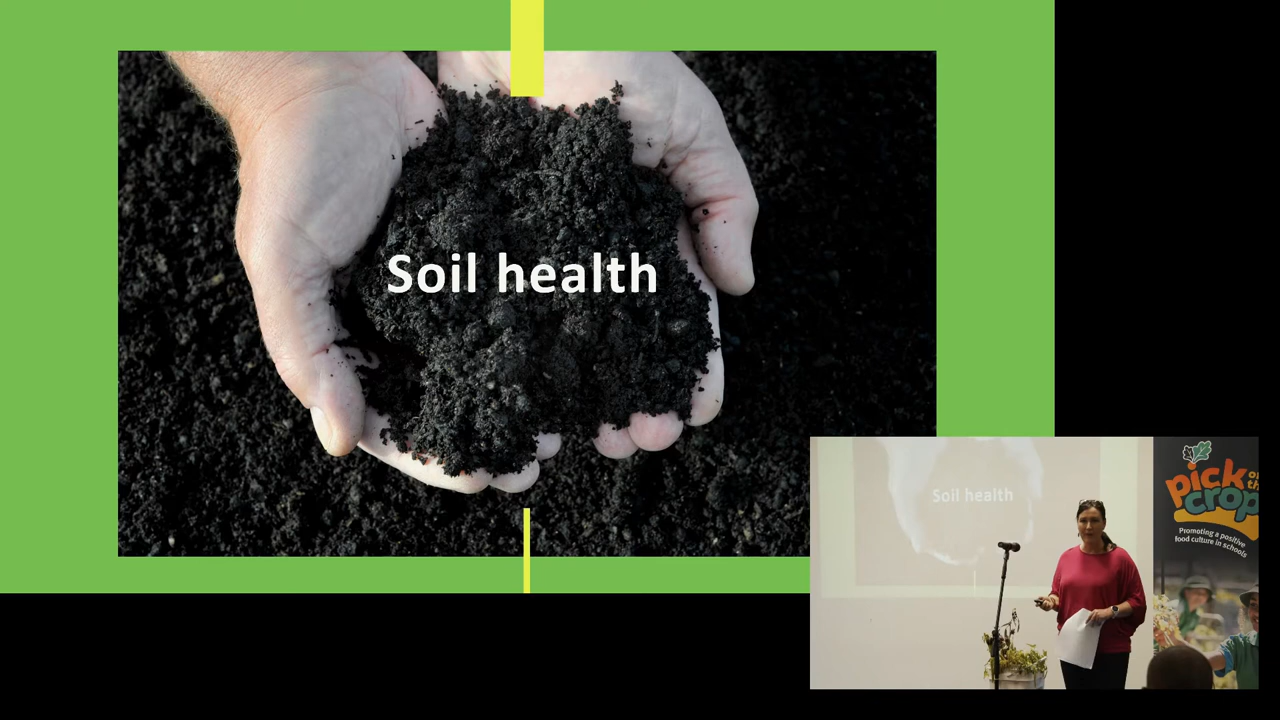 Soil health
Soil health
pick of
the
crop
Promoting a positive
food culture in schools